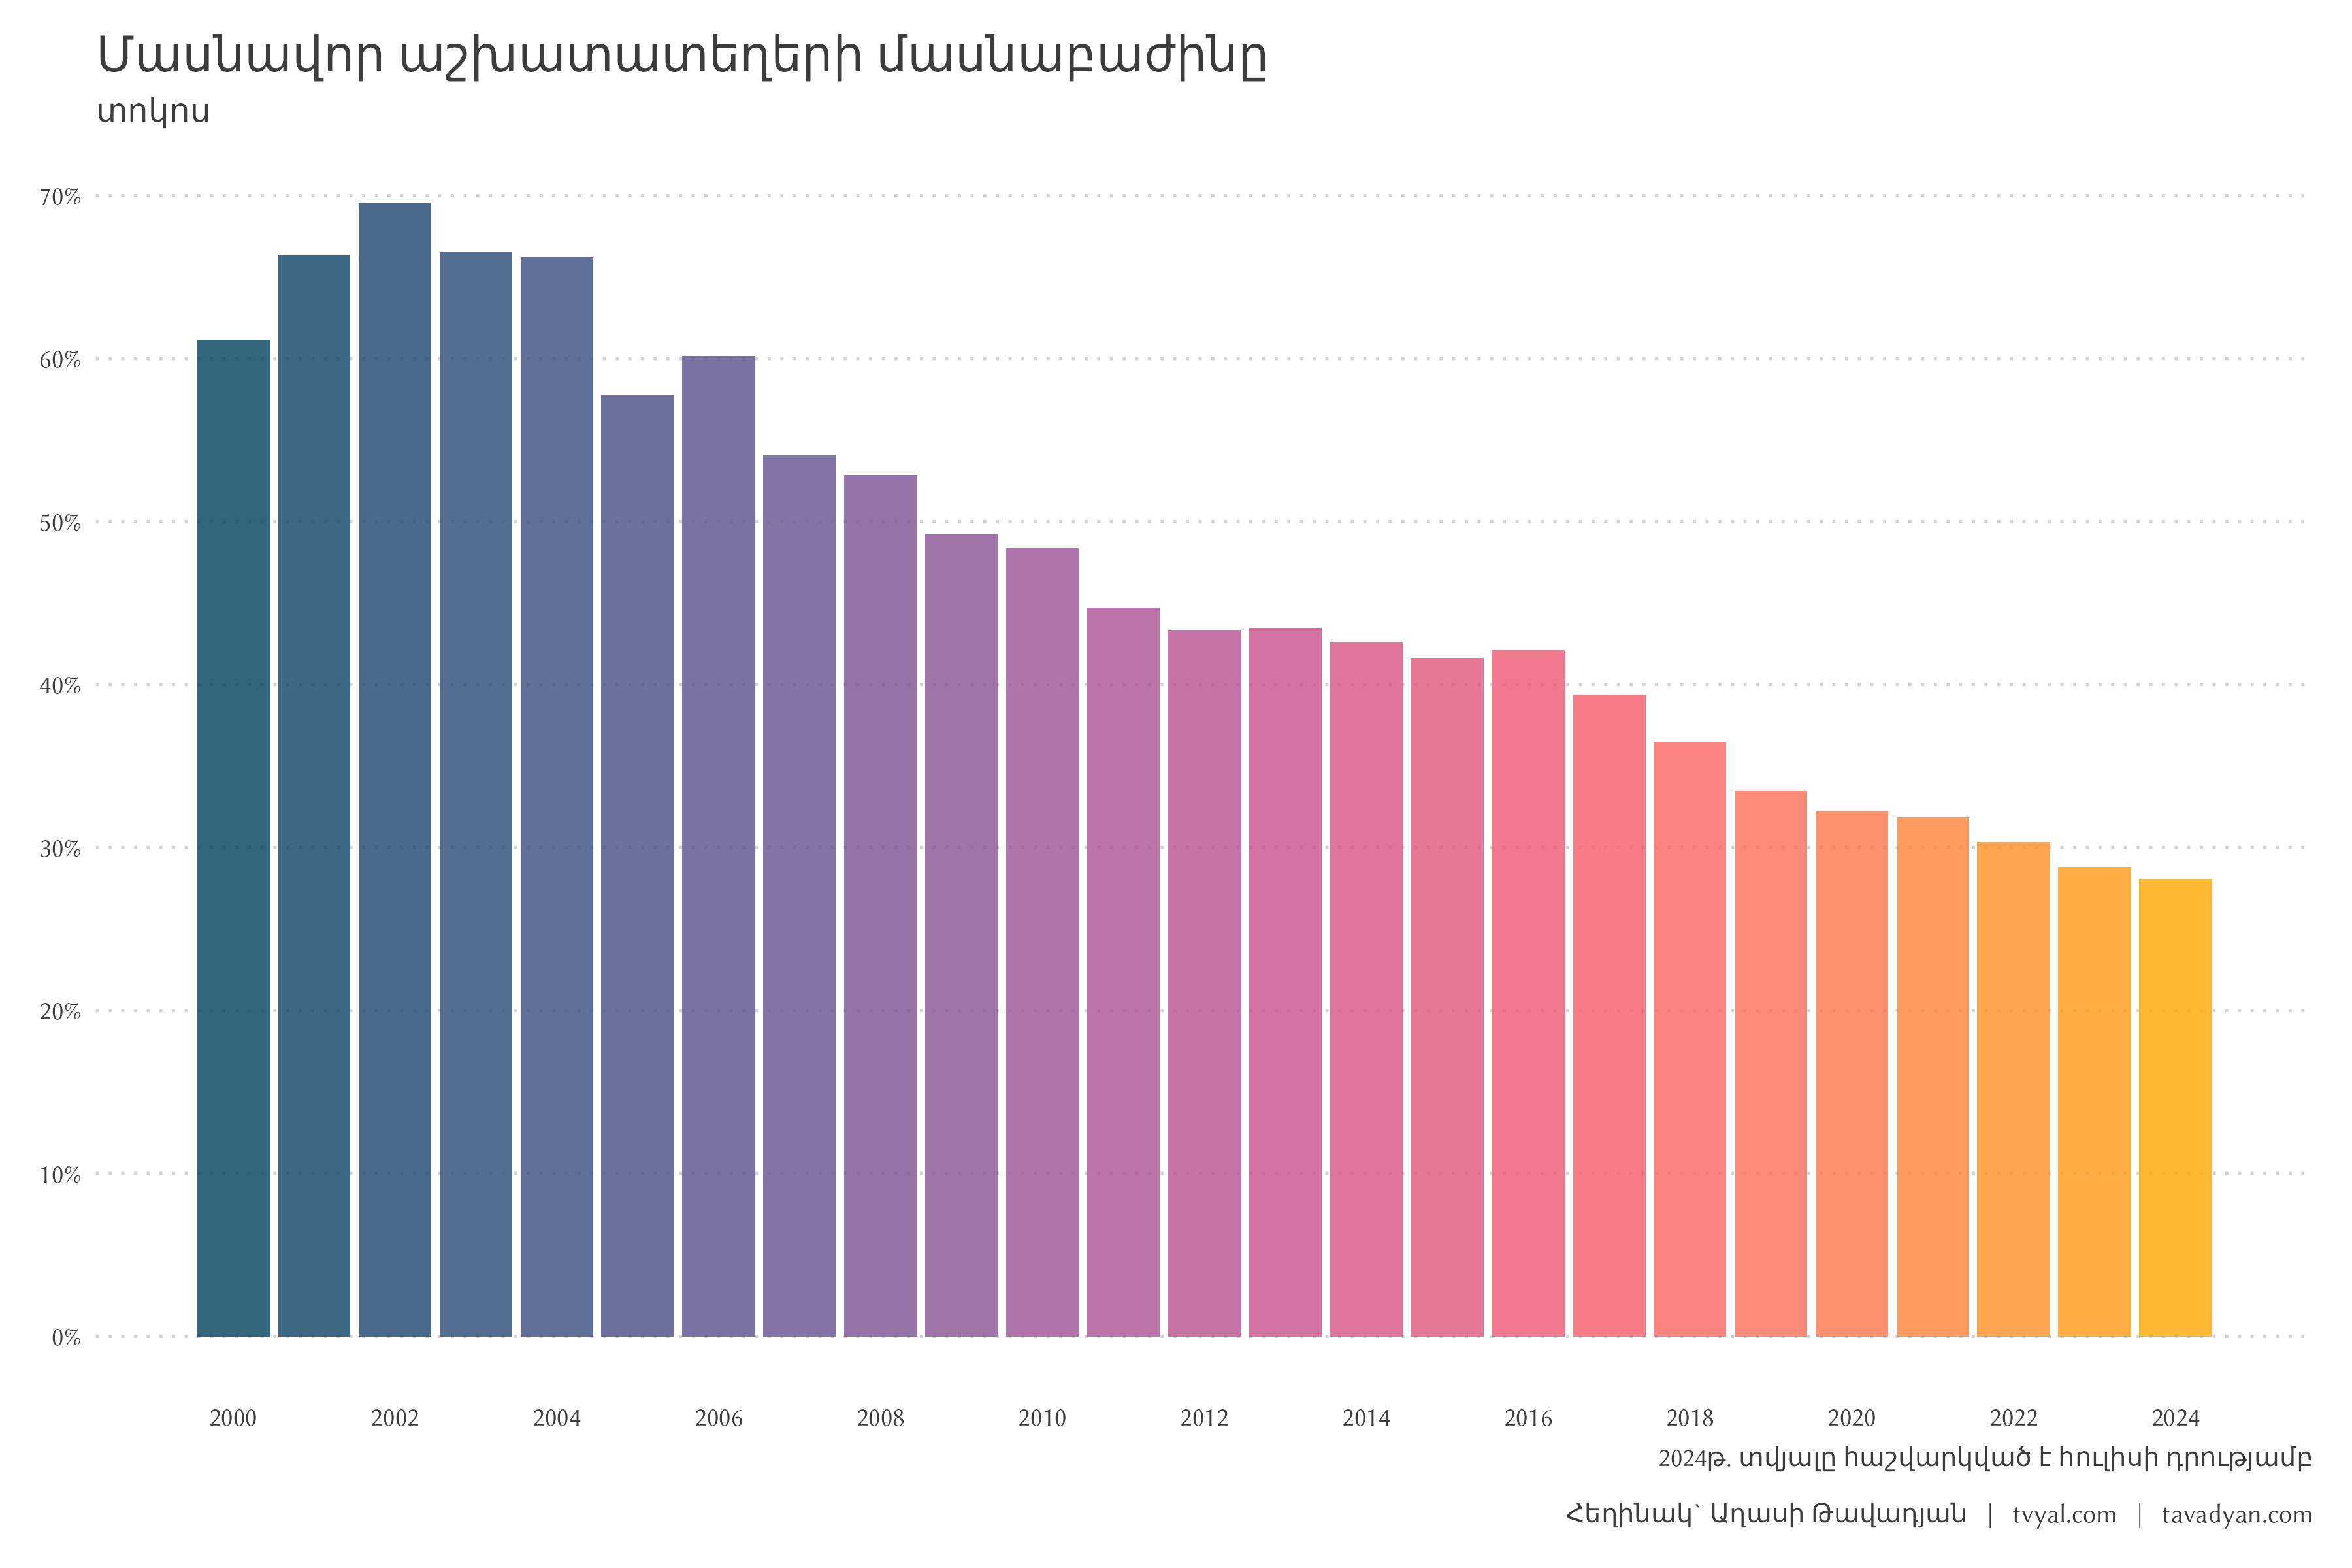 Մասնավոր աշխատատեղերի մասնաբաժինը
տոկոս
70%
60%
50%
40%
30%
20%
10%
0%
2000 2002 2004 2006 2008 2010 2012 2014 2016 2018 2020 2022 2024
2024թ. տվյալը հաշվարկված է հուլիսի դրությամբ
Հեղինակ` Աղասի Թավադյան | tvyal.com | tavadyan.com